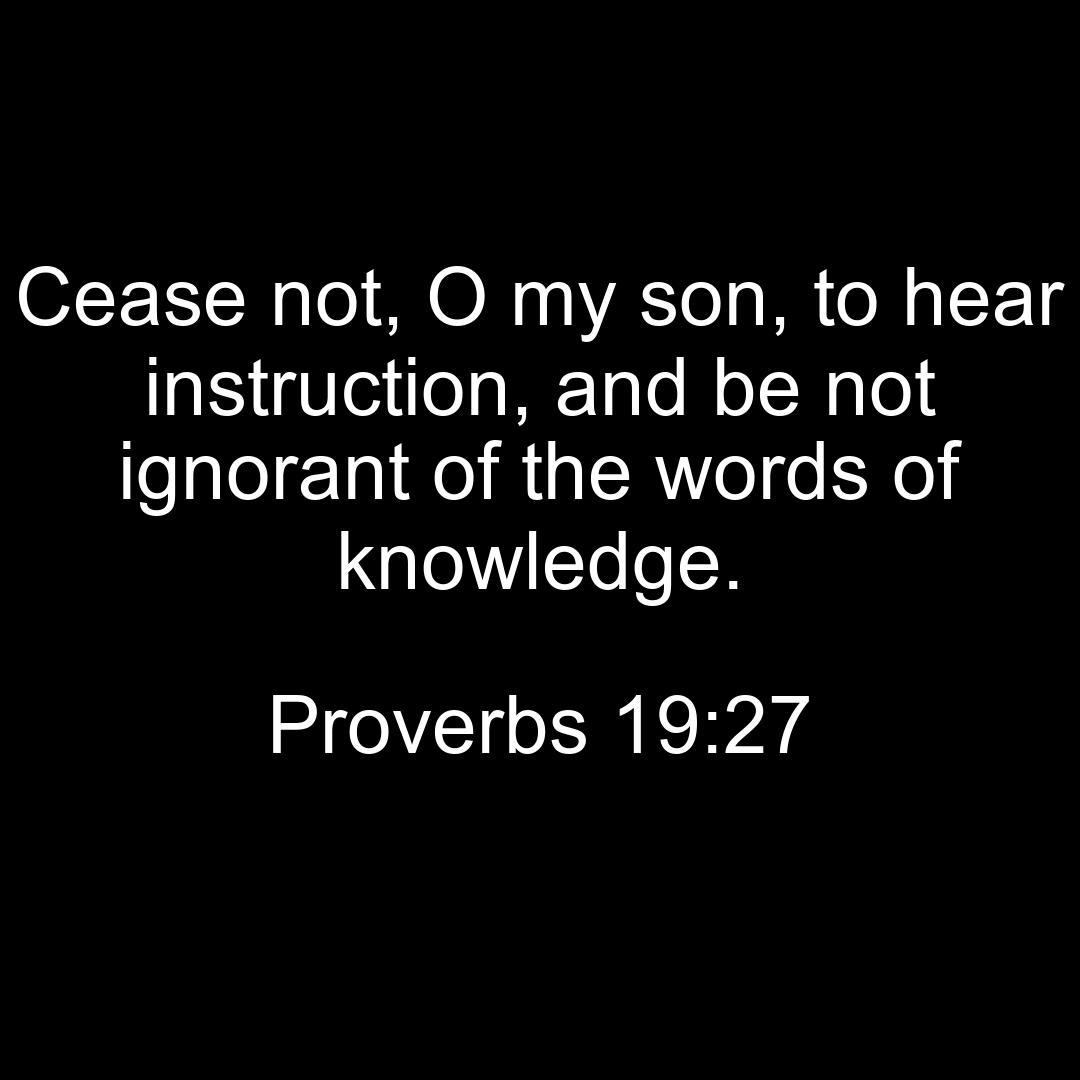 Cease not, O my son, to hear
instruction, and be not
ignorant of the words of
knowledge.
Proverbs 19:27